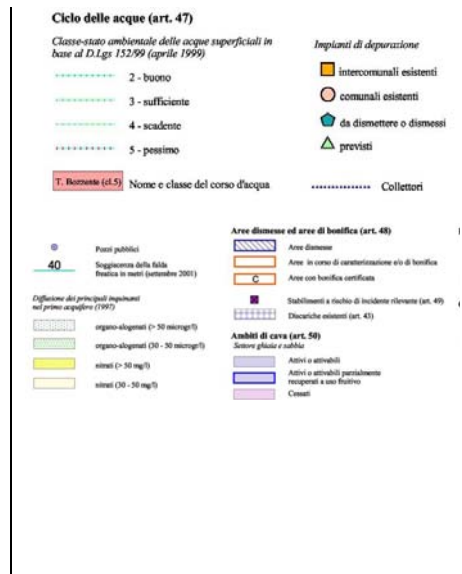 Ciclo delle acque (art. 47)
Classe-stato ambientale delle acque superficiali in
base al D.Lgs 152/99 (aprile 1999)
2 - buono
3 - sufficiente
4 - scadente
5 - pessimo
T. Bozzente (cl.5) Nome e classe del corso d'acqua
Impianti di depurazione
intercomunali esistenti
comunali esistenti
da dismettere o dismessi
previsti
Collettori
Pozzi pubblici
40 Soggiacenza della falda
freatica in metri (settembre 2001)
Diffusione dei principali inquinanti
nel primo acquifero (1997)
organo-alogenati (> 50 microgr/l)
organo-alogenati (30 - 50 microgr/l)
nitrati (> 50 mg/l)
nitrati (30 - 50 mg/l)
Aree dismesse ed aree di bonifica (art. 48)
Aree dismesse
Aree in corso di caratterizzazione e/o di bonifica
C Aree con bonifica certificata
Stabilimenti a rischio di incidente rilevante (art. 49)
Discariche esistenti (art. 43)
Ambiti di cava (art. 50)
Settore ghiaia e sabbia
Attivi o attivabili
Attivi o attivabili parzialmente
recuperati a uso fruitivo
Cessati